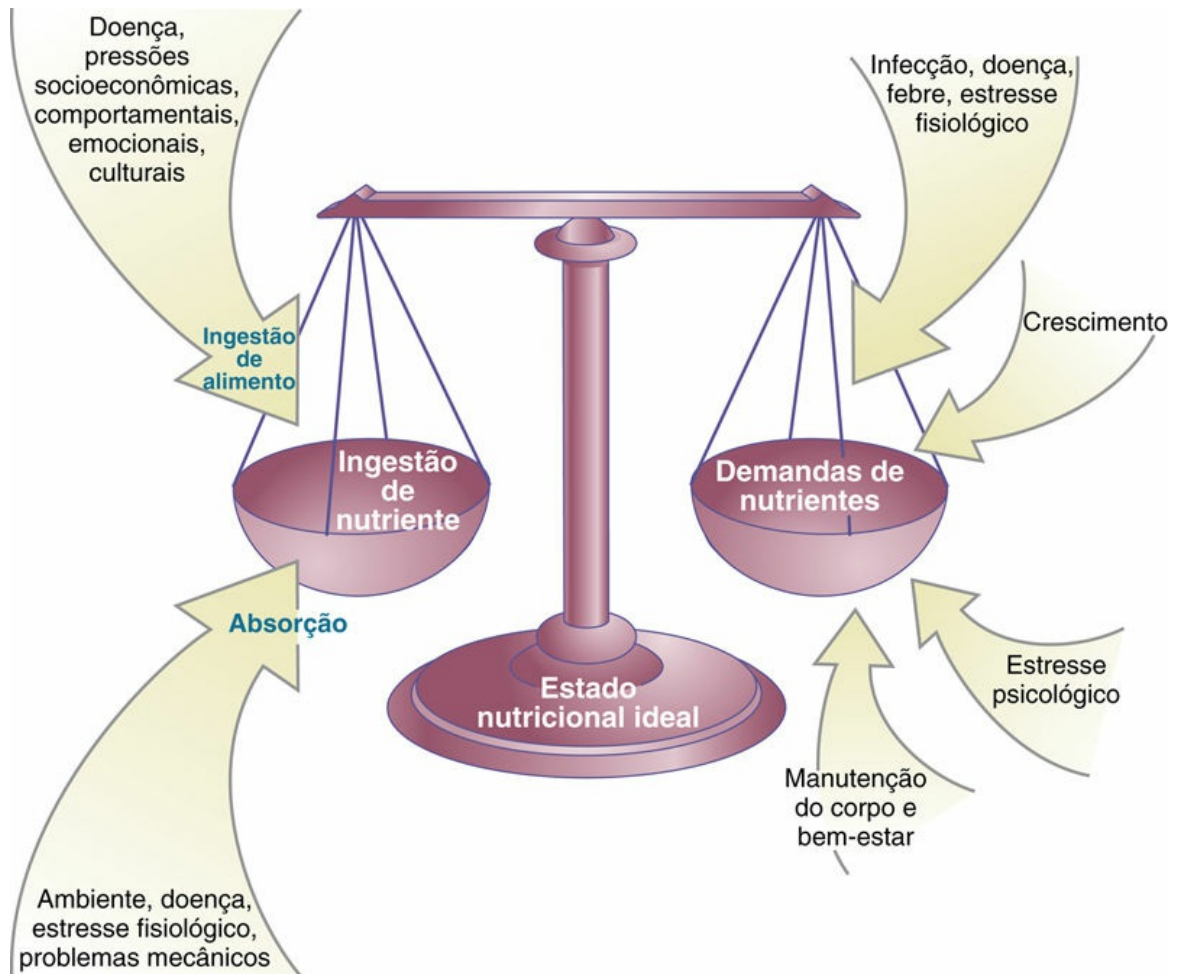 Doença,
pressões
socioeconômicas,
comportamentais,
emocionais,
culturais
Ingestão
de
alimento
Ingestão
de
nutriente
Absorção
Ambiente, doença,
estresse fisiológico,
problemas mecânicos
Estado
nutricional ideal
Infecção, doença,
febre, estresse
fisiológico
Crescimento
Demandas de
nutrientes
Estresse
psicológico
Manutenção
do corpo e
bem-estar